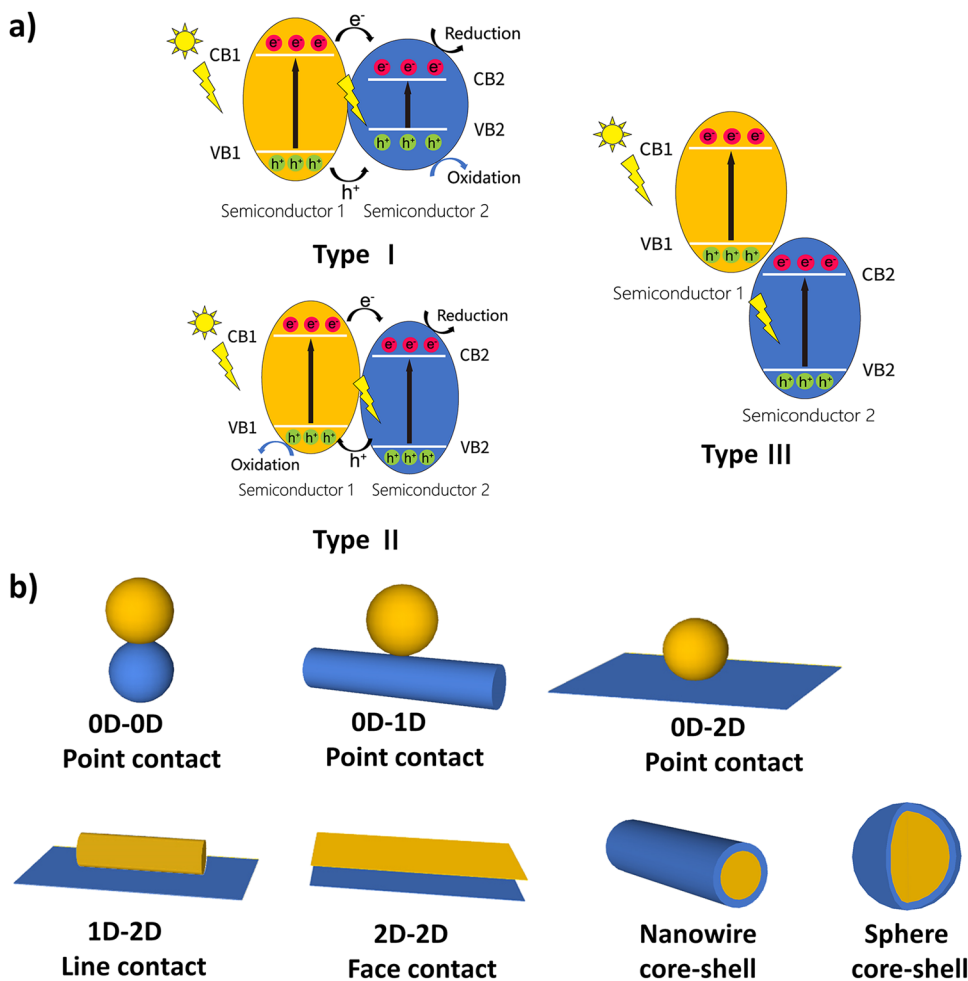 a)
e⁻
Reduction
e⁻ e⁻ e⁻
CB1
e⁻ e⁻ e⁻
CB2
VB2
VB1
h⁺ h⁺ h⁺
h⁺ h⁺ h⁺
h⁺
Oxidation
Semiconductor 1
Semiconductor 2
Type I
e⁻
Reduction
e⁻ e⁻ e⁻
CB1
e⁻ e⁻ e⁻
CB2
VB1
h⁺ h⁺ h⁺
VB2
Oxidation
h⁺
h⁺ h⁺ h⁺
Semiconductor 1
Semiconductor 2
Type II
e⁻ e⁻ e⁻
CB1
VB1
h⁺ h⁺ h⁺
e⁻ e⁻ e⁻
CB2
Semiconductor 1
VB2
h⁺ h⁺ h⁺
Semiconductor 2
Type III
b)
0D-0D
Point contact
0D-1D
Point contact
0D-2D
Point contact
1D-2D
Line contact
2D-2D
Face contact
Nanowire
core-shell
Sphere
core-shell